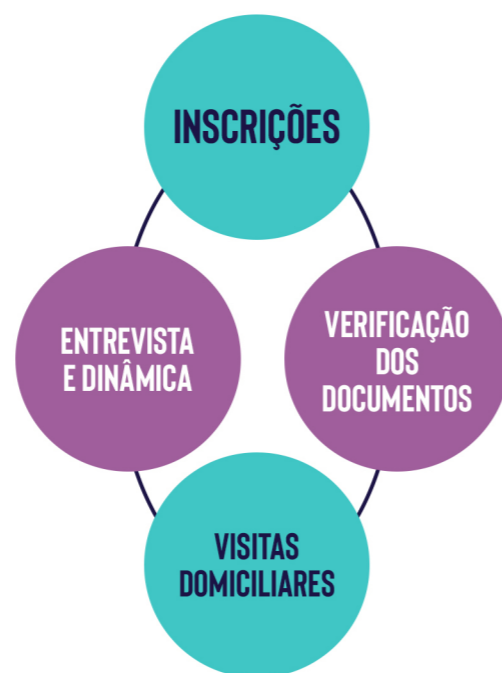 INSCRIÇÕES
ENTREVISTA
E DINÂMICA
VERIFICAÇÃO
DOS
DOCUMENTOS
VISITAS
DOMICILIARES